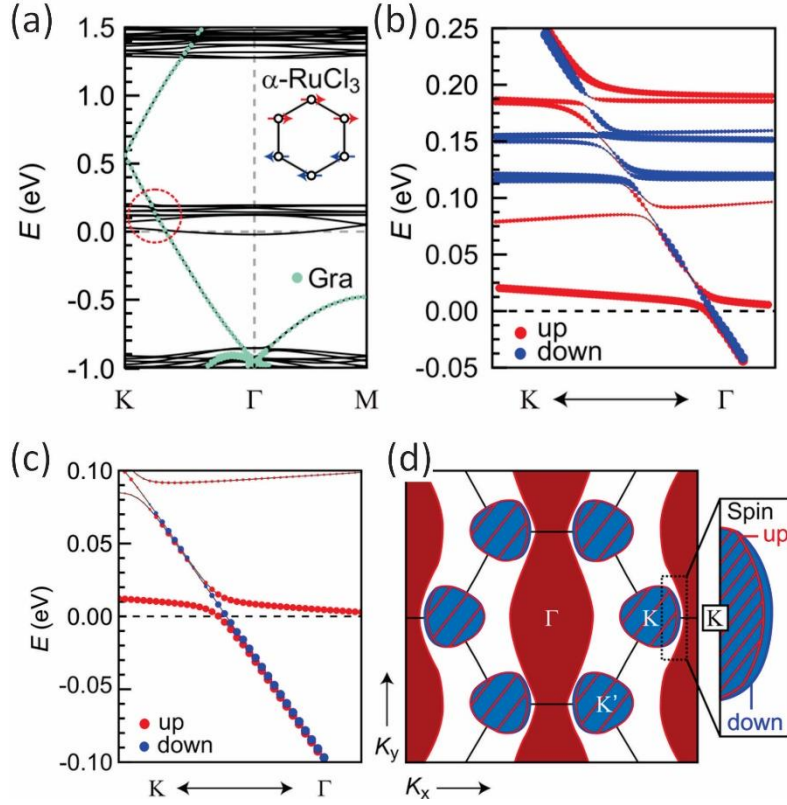 (a)
1.5
1.0
0.5
0.0
-0.5
-1.0
E (eV)
α-RuCl3
Gra
K
Γ
M
(b)
0.25
0.20
0.15
0.10
0.05
0.00
-0.05
E (eV)
up
down
K
Γ
(c)
0.10
0.05
0.00
-0.05
-0.10
E (eV)
up
down
K
Γ
(d)
Γ
K
K'
Ky
Kx
Spin
up
K
down